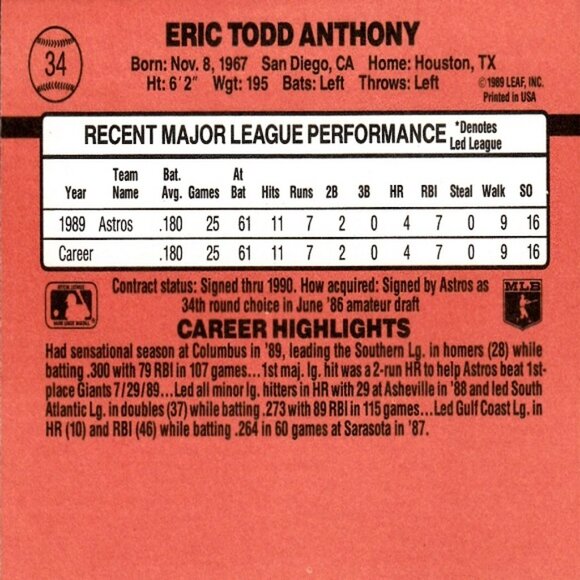 34
ERIC TODD ANTHONY
Born: Nov. 8, 1967 San Diego, CA Home: Houston, TX
Ht: 6'2" Wgt: 195 Bats: Left Throws: Left
©1989 LEAF, INC.
Printed in USA
RECENT MAJOR LEAGUE PERFORMANCE *Denotes Led League
Year Team Name Bat. Avg. Games At Bat Hits Runs 2B 3B HR RBI Steal Walk SO
1989 Astros .180 25 61 11 7 2 0 4 7 0 9 16
Career .180 25 61 11 7 2 0 4 7 0 9 16
Contract status: Signed thru 1990. How acquired: Signed by Astros as
34th round choice in June '86 amateur draft
MLB
CAREER HIGHLIGHTS
Had sensational season at Columbus in '89, leading the Southern Lg. in homers (28) while
batting .300 with 79 RBI in 107 games...1st maj. lg. hit was a 2-run HR to help Astros beat 1st-
place Giants 7/29/89...Led all minor lg. hitters in HR with 29 at Asheville in '88 and led South
Atlantic Lg. in doubles (37) while batting .273 with 89 RBI in 115 games...Led Gulf Coast Lg. in
HR (10) and RBI (46) while batting .264 in 60 games at Sarasota in '87.